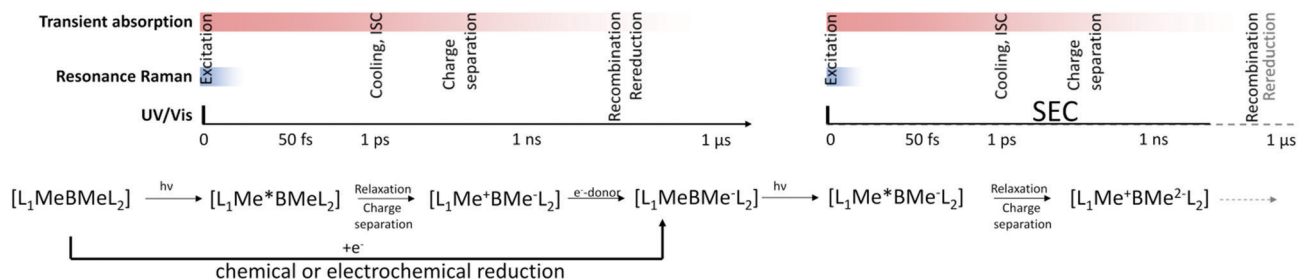 Transient absorption
Resonance Raman
UV/Vis
Excitation
Cooling, ISC
Charge
separation
Recombination
Rereduction
0 50 fs 1 ps 1 ns 1 µs
Excitation
Cooling, ISC
Charge
separation
Recombination
Rereduction
SEC
0 50 fs 1 ps 1 ns 1 µs
[L₁MeBMeL₂] hν [L₁Me*BMeL₂] Relaxation Charge separation [L₁Me⁺BMe⁻L₂] e⁻-donor [L₁MeBMe⁻L₂] hν [L₁Me*BMe⁻L₂] Relaxation Charge separation [L₁Me⁺BMe²⁻L₂]
+e⁻
chemical or electrochemical reduction